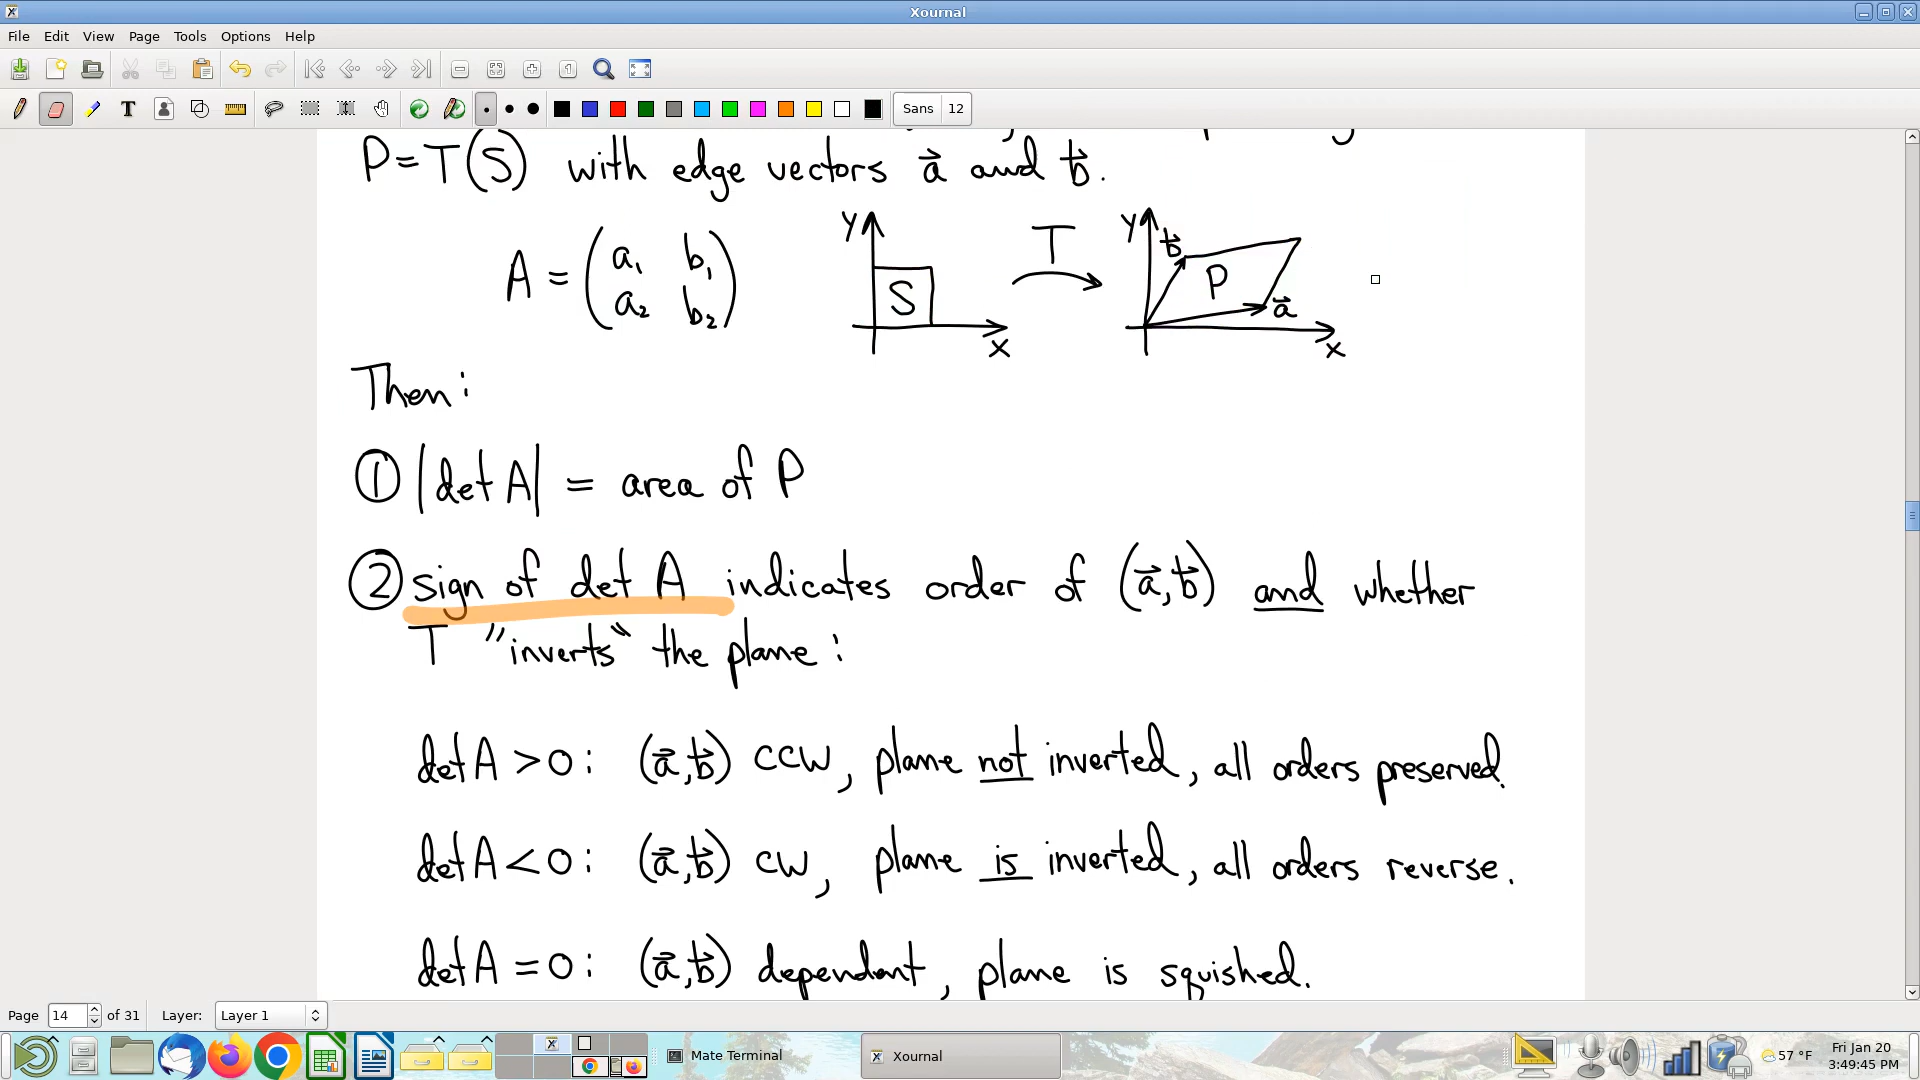 Xournal
File Edit View Page Tools Options Help
Sans 12
P=T(S) with edge vectors a⃗ and b⃗.
A = (a₁ b₁
a₂ b₂)
y S x T y b⃗ P a⃗ x
Then:
① |det A| = area of P
② sign of det A indicates order of (a⃗,b⃗) and whether
T "inverts" the plane:
det A > 0: (a⃗,b⃗) CCW, plane not inverted, all orders preserved.
det A < 0: (a⃗,b⃗) CW, plane is inverted, all orders reverse.
det A = 0: (a⃗,b⃗) dependent, plane is squished.
Page 14 of 31 Layer: Layer 1
Mate Terminal Xournal 57 °F Fri Jan 20
3:49:45 PM